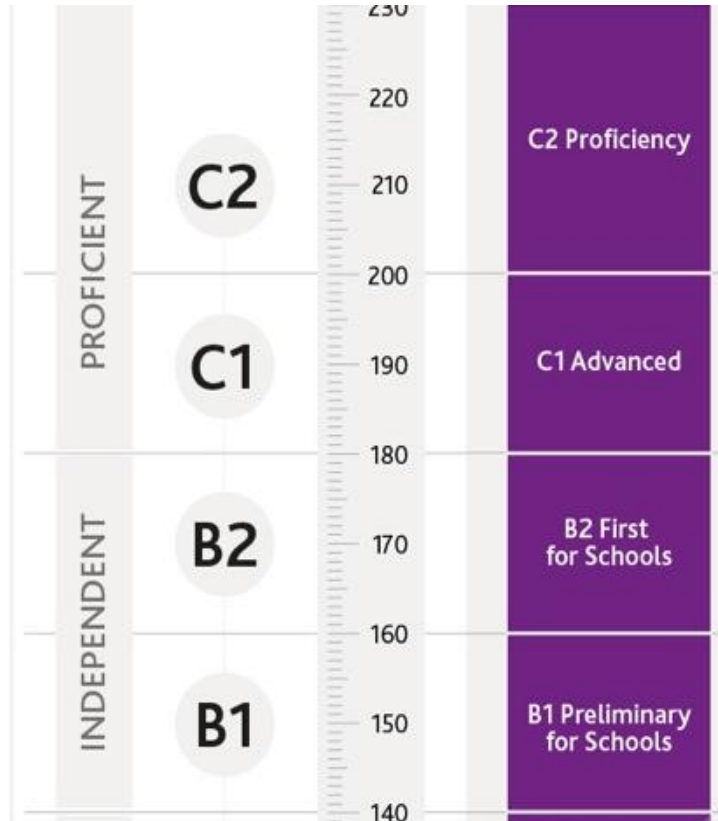 230
220
C2 Proficiency
C2
210
PROFICIENT
200
C1
190
C1 Advanced
180
B2 First
for Schools
B2
170
INDEPENDENT
160
B1 Preliminary
for Schools
B1
150
140